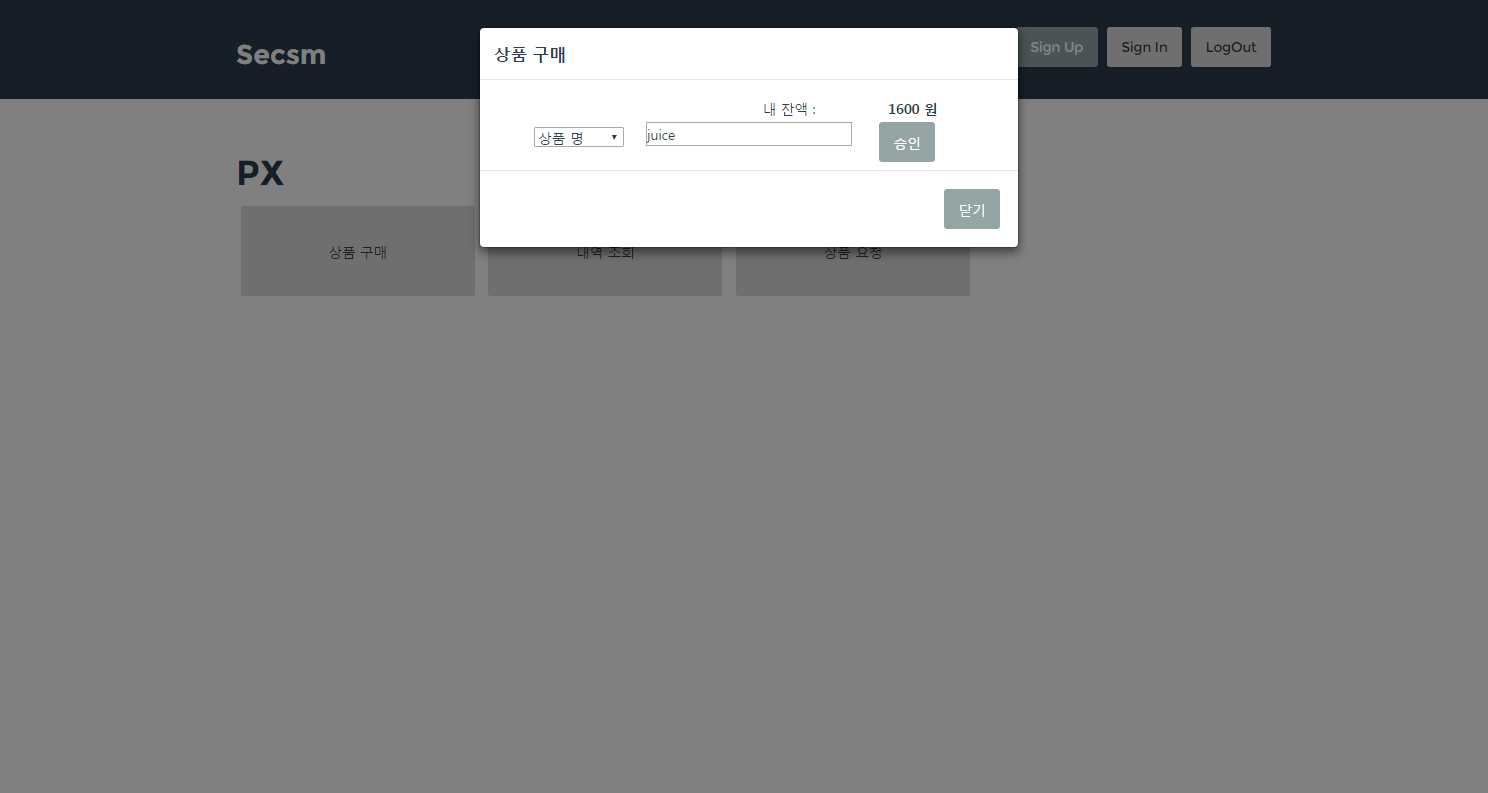 Secsm
Sign Up
Sign In
LogOut
상품 구매
내 잔액 :
1600 원
상품 명
juice
승인
닫기
PX
상품 구매
내역 조회
상품 요청